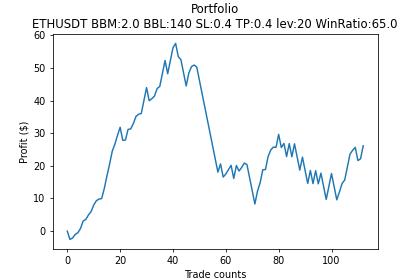 Portfolio
ETHUSDT BBM:2.0 BBL:140 SL:0.4 TP:0.4 lev:20 WinRatio:65.0
60
50
40
30
20
10
0
Profit ($)
0 20 40 60 80 100
Trade counts